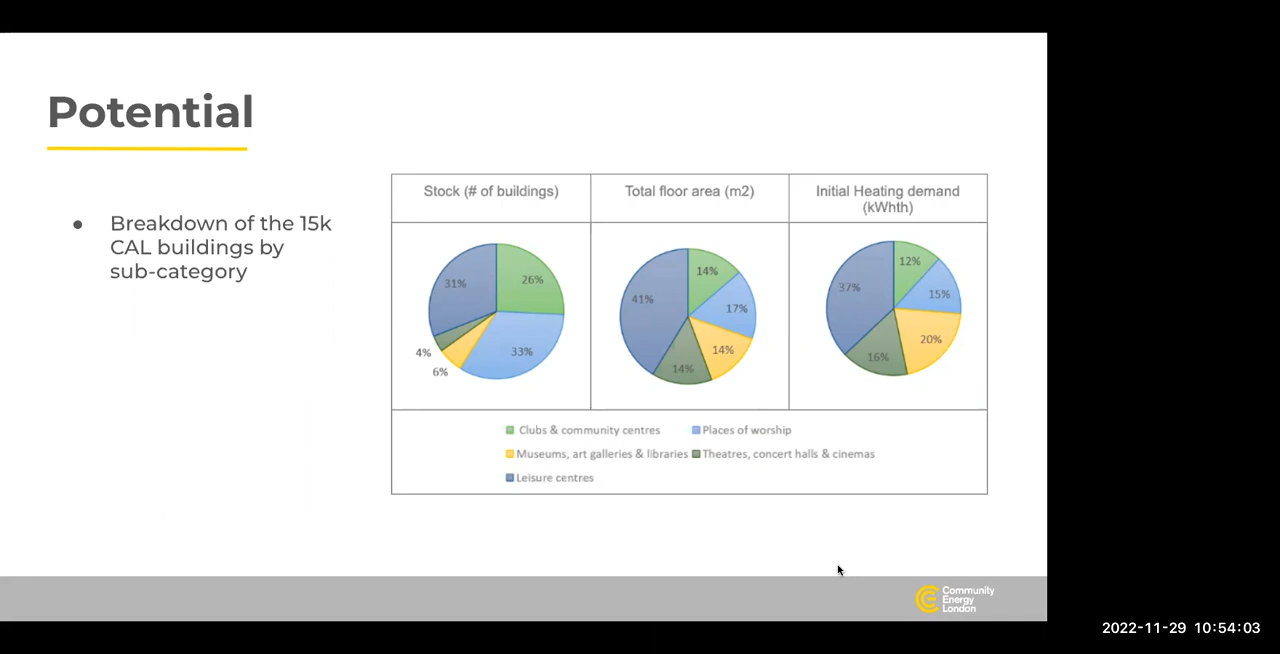 Potential
● Breakdown of the 15k
CAL buildings by
sub-category
Stock (# of buildings)
Total floor area (m2)
Initial Heating demand
(kWhth)
26%
33%
6%
4%
31%
14%
17%
14%
14%
41%
12%
15%
20%
16%
37%
Clubs & community centres
Places of worship
Museums, art galleries & libraries
Theatres, concert halls & cinemas
Leisure centres
Community
Energy
London
2022-11-29 10:54:03